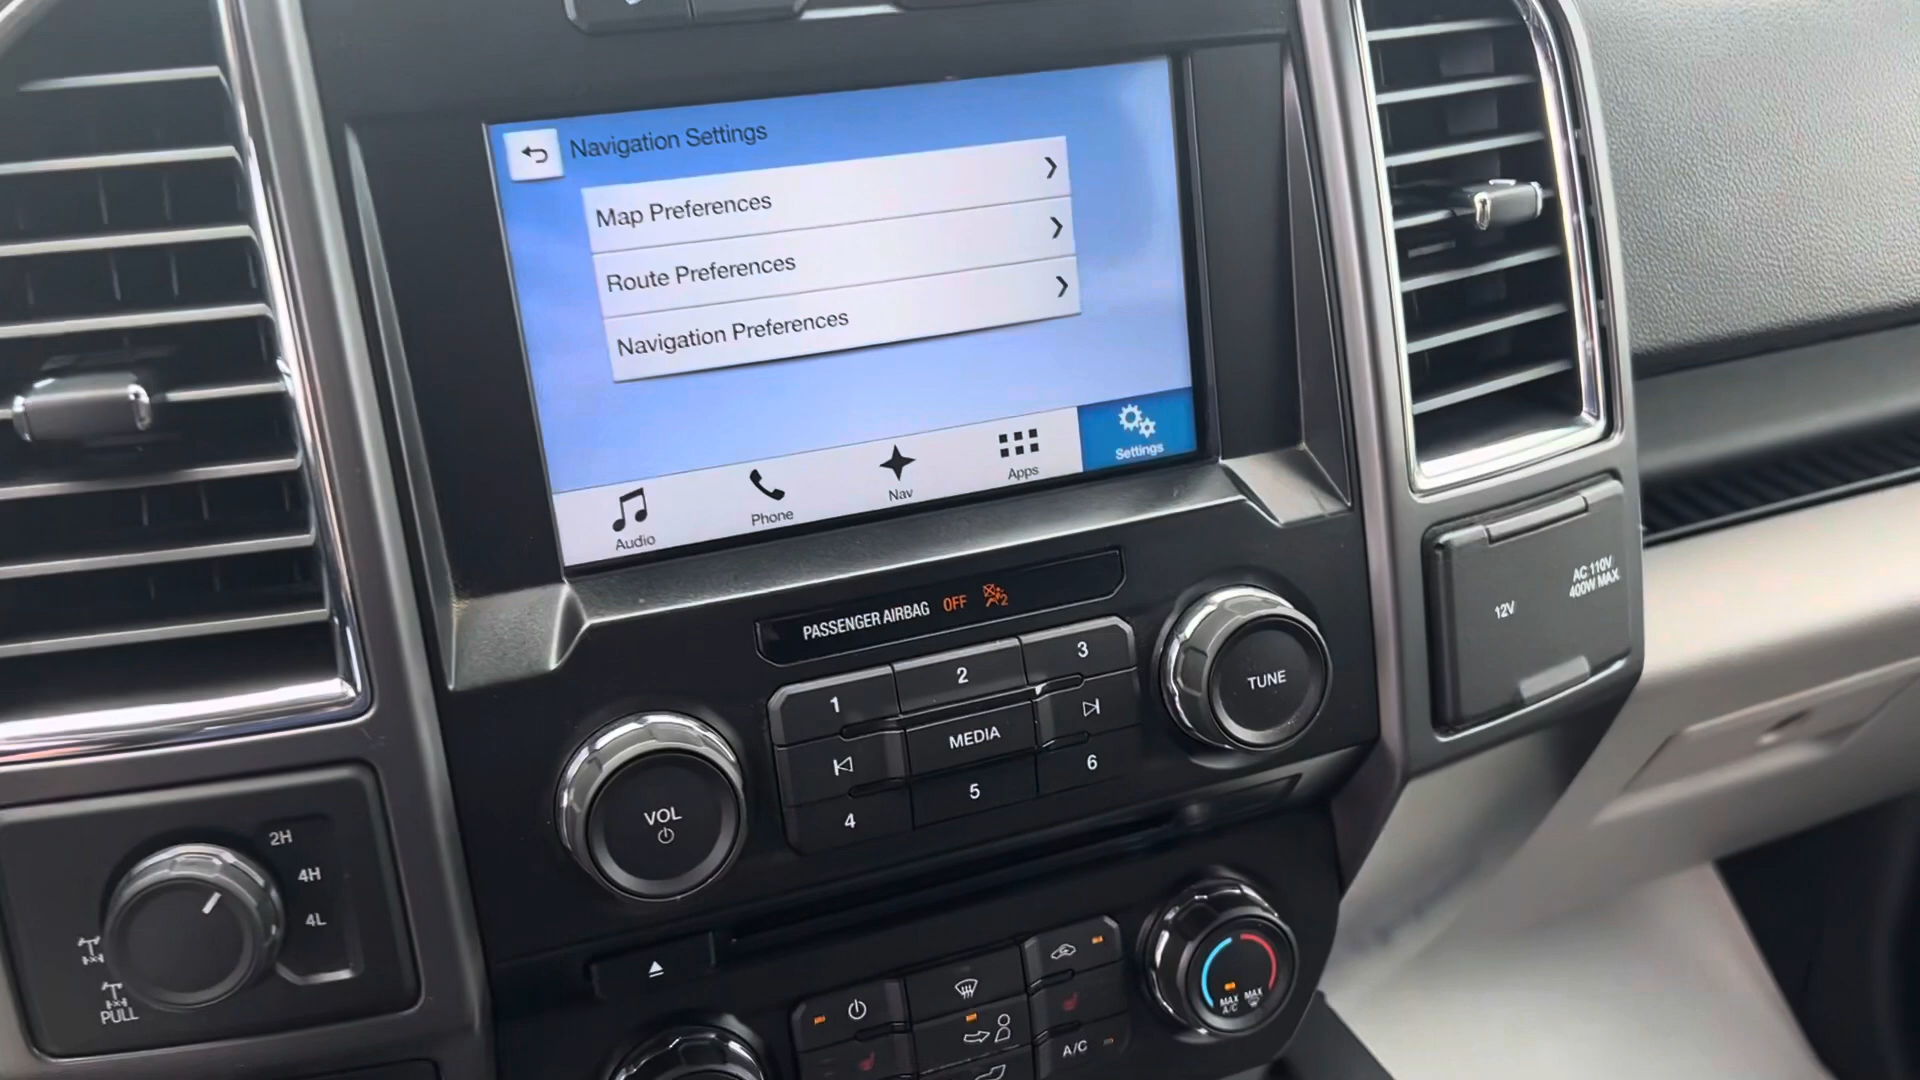 Navigation Settings
Map Preferences
Route Preferences
Navigation Preferences
Audio
Phone
Nav
Apps
Settings
PASSENGER AIRBAG OFF
2
1
2
3
MEDIA
4
5
6
VOL
TUNE
12V
AC 110V
400W MAX
2H
4H
4L
PULL
MAX
A/C
MAX
A/C